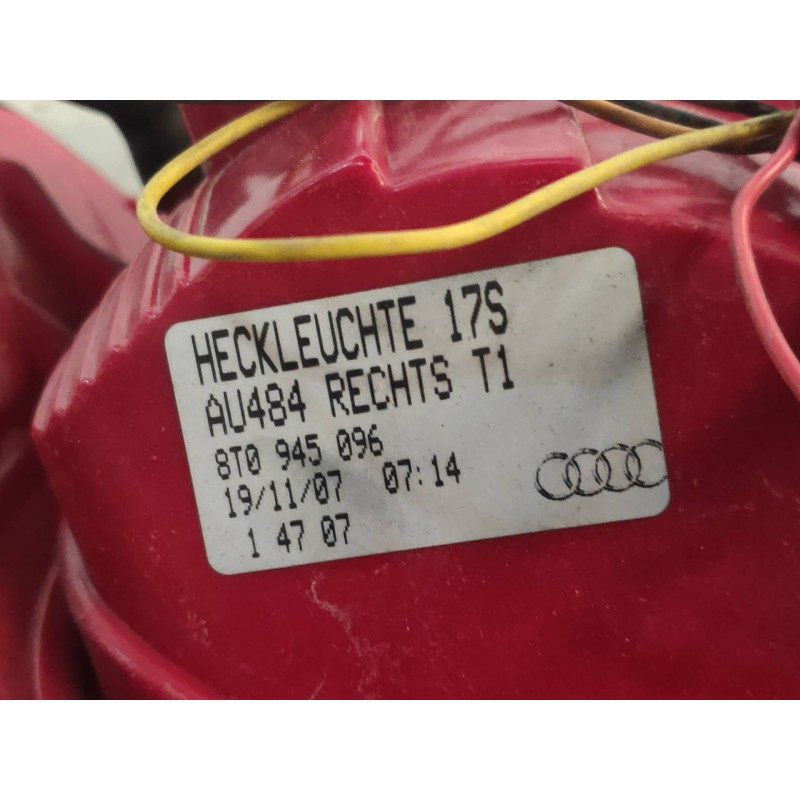 HECKLEUCHTE 17S
AU484 RECHTS T1
8T0 945 096
19/11/07 07:14
1 47 07